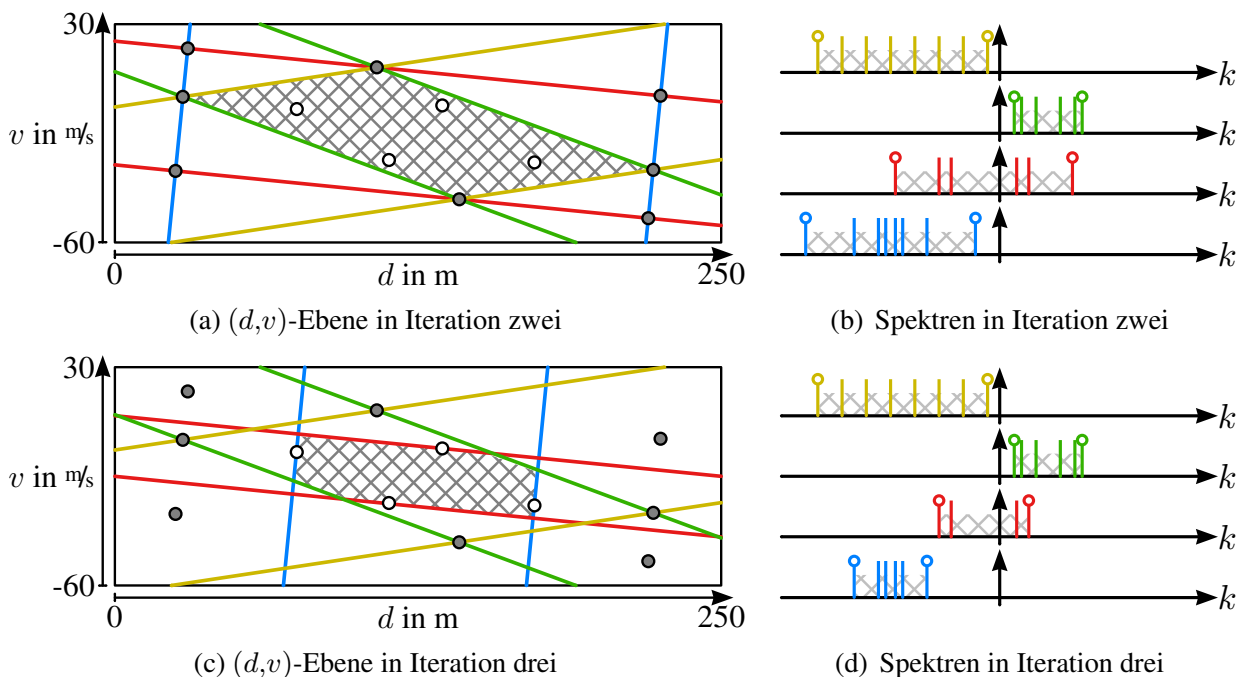 30
v in m/s
-60
0
d in m
250
k
k
k
k
(a) (d,v)-Ebene in Iteration zwei
(b) Spektren in Iteration zwei
30
v in m/s
-60
0
d in m
250
k
k
k
k
(c) (d,v)-Ebene in Iteration drei
(d) Spektren in Iteration drei